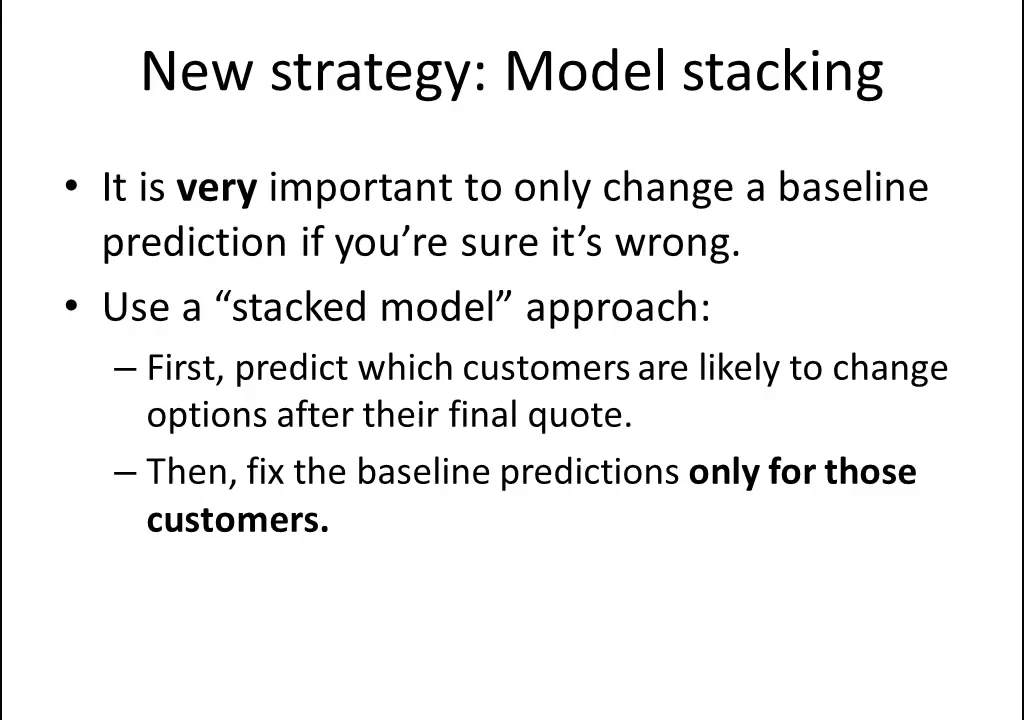 New strategy: Model stacking
• It is very important to only change a baseline
prediction if you’re sure it’s wrong.
• Use a “stacked model” approach:
– First, predict which customers are likely to change
options after their final quote.
– Then, fix the baseline predictions only for those
customers.